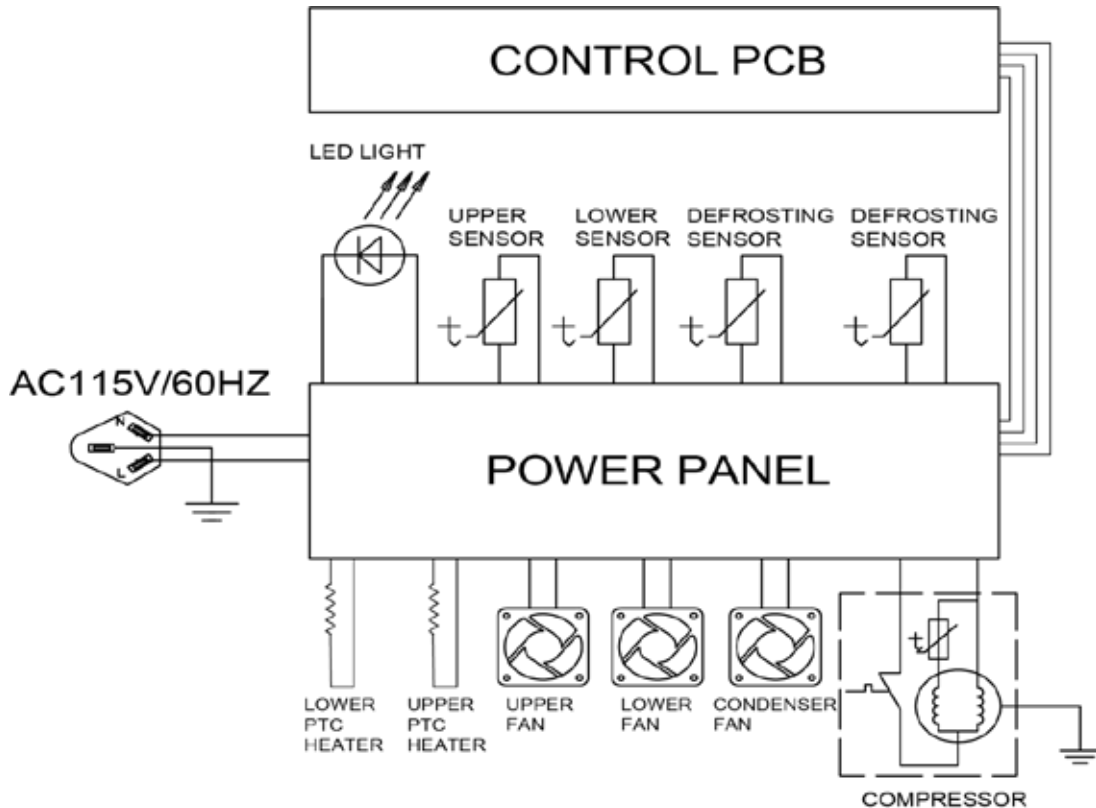 CONTROL PCB
LED LIGHT
UPPER
SENSOR
LOWER
SENSOR
DEFROSTING
SENSOR
DEFROSTING
SENSOR
t
t
t
t
AC115V/60HZ
N
L
POWER PANEL
t
LOWER
PTC
HEATER
UPPER
PTC
HEATER
UPPER
FAN
LOWER
FAN
CONDENSER
FAN
COMPRESSOR